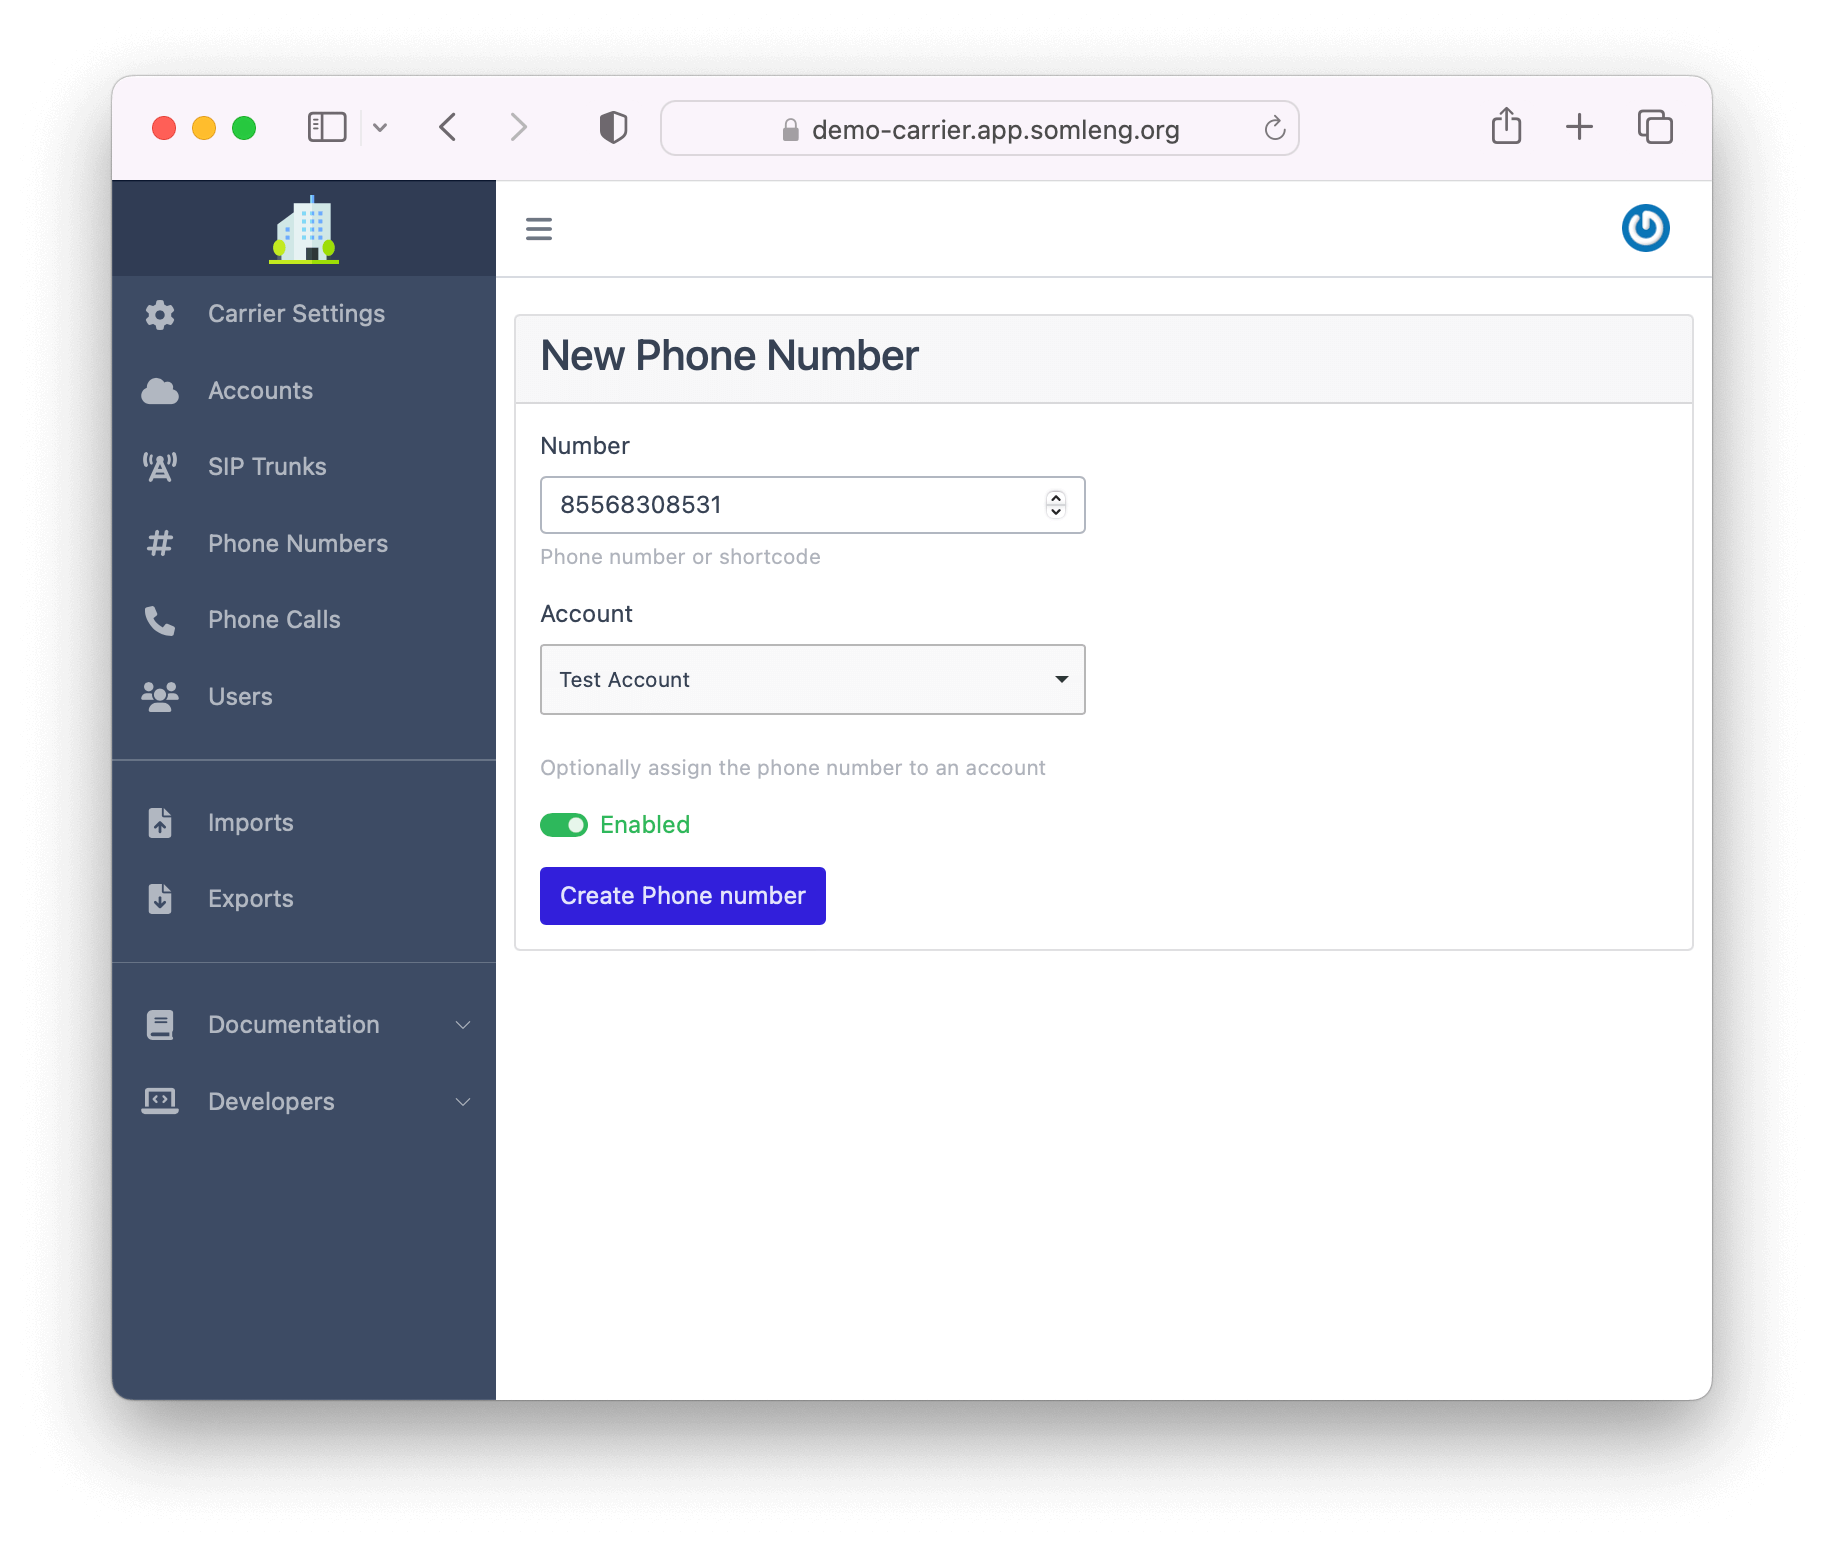 demo-carrier.app.somleng.org
Carrier Settings
Accounts
SIP Trunks
Phone Numbers
Phone Calls
Users
Imports
Exports
Documentation
Developers
New Phone Number
Number
85568308531
Phone number or shortcode
Account
Test Account
Optionally assign the phone number to an account
Enabled
Create Phone number